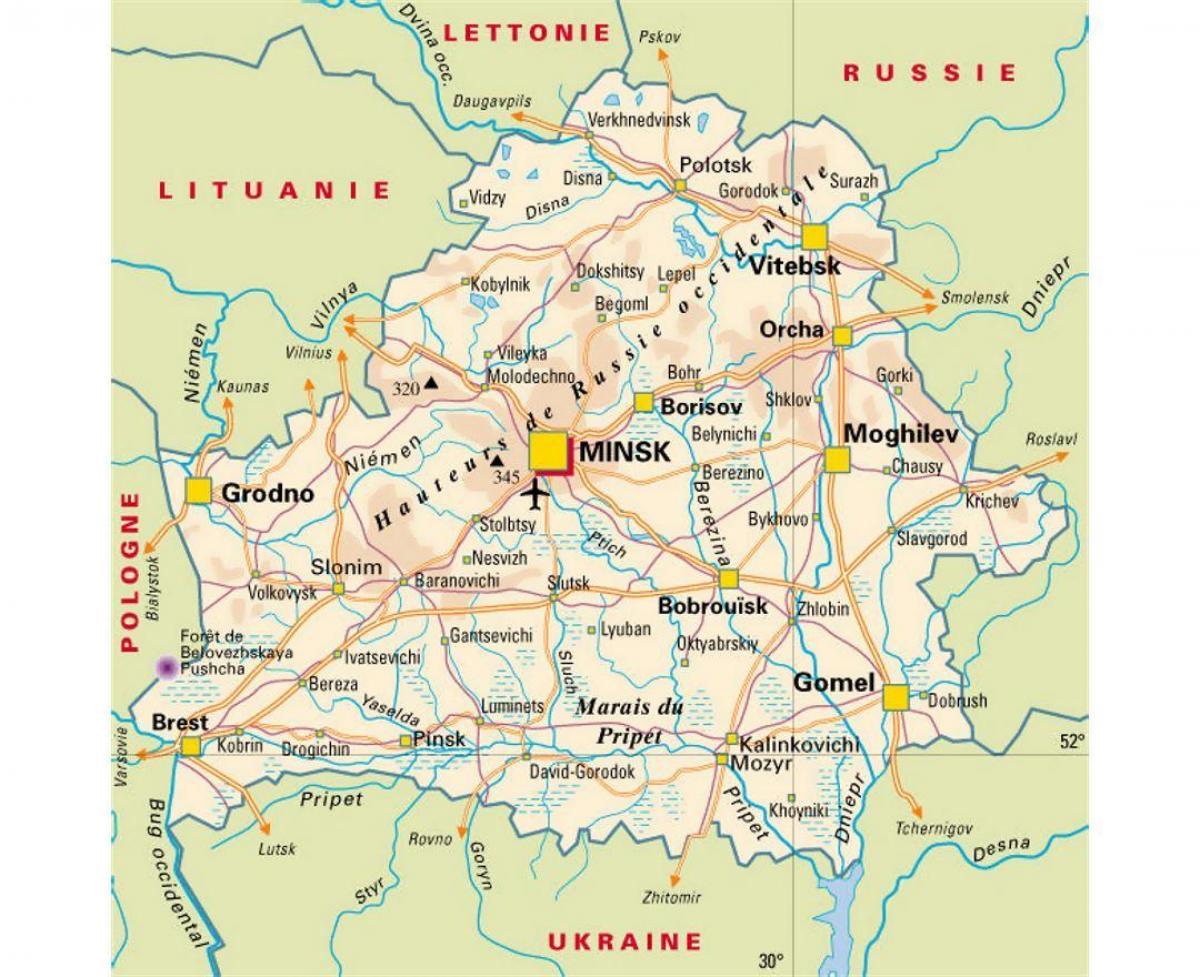 Dvina occ.
LETTONIE
Pskov
RUSSIE
Daugavpils
Verkhnedvinsk
LITUANIE
Polotsk
Disna
Gorodok
Surazh
Vidzy
Disna
Vitebsk
Dokshitsy
Lepel
Kobylnik
Begoml
Smolensk
Dniepr
Vilnya
Orcha
Niémen
Vilnius
Vileyka
Molodechno
Bohr
Gorki
Kaunas
320
Shklov
Borisov
Hauteurs de Russie occidentale
Belynichi
Moghilev
Niémen
MINSK
Roslavl
345
Berezino
Chausy
Grodno
Berezina
Krichev
Stolbtsy
Bykhovo
POLOGNE
Ptich
Slavgorod
Nesvizh
Bialystok
Slonim
Volkovysk
Baranovichi
Slutsk
Bobrouïsk
Zhlobin
Forêt de
Belovezhskaya
Pushcha
Gantsevichi
Lyuban
Oktyabrskiy
Ivatsevichi
Sluch
Bereza
Gomel
Dobrush
Yaselda
Luminets
Marais du
Pripet
Brest
Kobrin
Drogichin
Pinsk
Kalinkovichi
52°
Varsovie
Mozyr
David-Gorodok
Pripet
Pripet
Khoyniki
Dniepr
Bug occidental
Lutsk
Rovno
Goryn
Tchernigov
Desna
Styr
Zhitomir
UKRAINE
30°